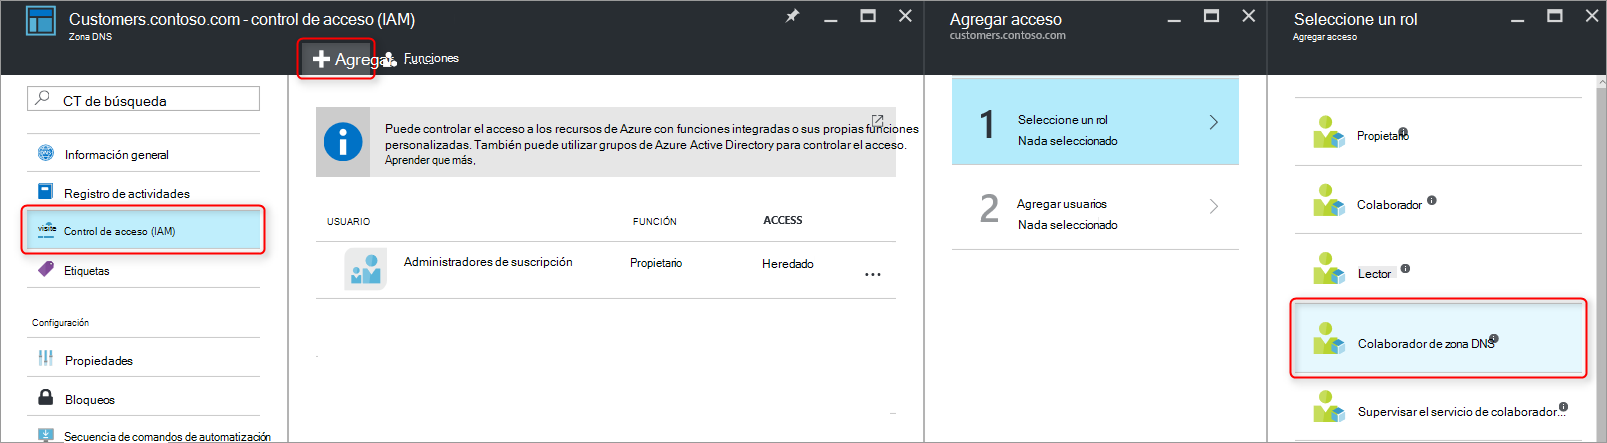 Customers.contoso.com - control de acceso (IAM)
Zona DNS
Agregar
Funciones
CT de búsqueda
Información general
Registro de actividades
visite
Control de acceso (IAM)
Etiquetas
Configuración
Propiedades
Bloqueos
Secuencia de comandos de automatización
Puede controlar el acceso a los recursos de Azure con funciones integradas o sus propias funciones
personalizadas. También puede utilizar grupos de Azure Active Directory para controlar el acceso.
Aprender que más,
USUARIO FUNCIÓN ACCESS
Administradores de suscripción Propietario Heredado ...
Agregar acceso
customers.contoso.com
1 Seleccione un rol
Nada seleccionado
2 Agregar usuarios
Nada seleccionado
Seleccione un rol
Agregar acceso
Propietario
Colaborador
Lector
Colaborador de zona DNS
Supervisar el servicio de colaborador...